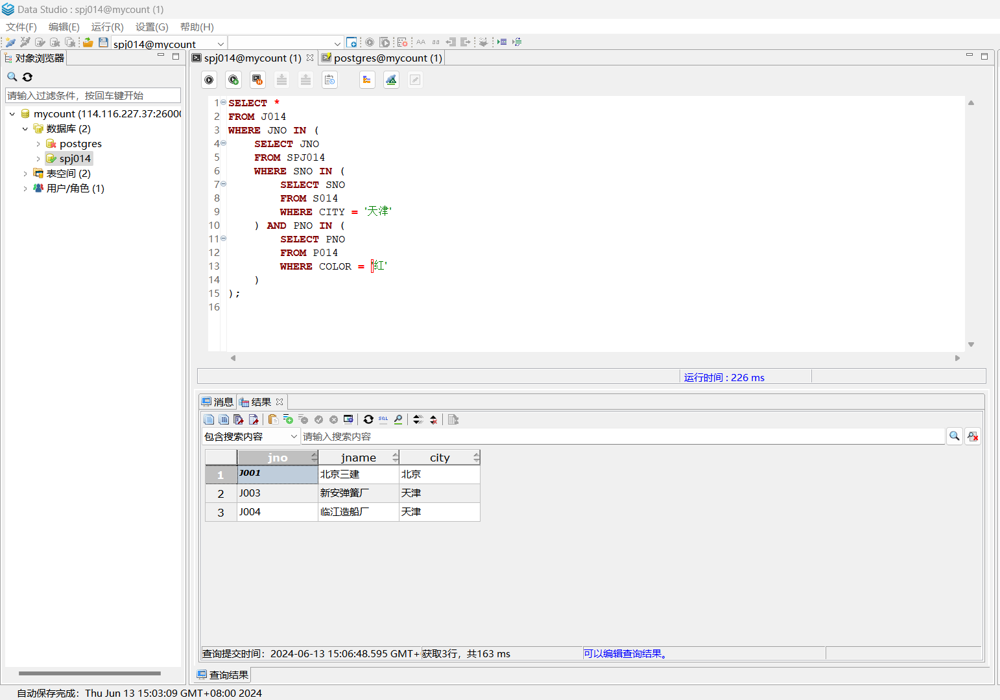 Data Studio : spj014@mycount (1)
文件(F) 编辑(E) 运行(R) 设置(G) 帮助(H)
spj014@mycount
AA aa
对象浏览器
spj014@mycount (1) postgres@mycount (1)
请输入过滤条件，按回车键开始
mycount (114.116.227.37:2600
数据库 (2)
postgres
spj014
表空间 (2)
用户/角色 (1)
1 SELECT *
2 FROM J014
3 WHERE JNO IN (
4 SELECT JNO
5 FROM SPJ014
6 WHERE SNO IN (
7 SELECT SNO
8 FROM S014
9 WHERE CITY = '天津'
10 ) AND PNO IN (
11 SELECT PNO
12 FROM P014
13 WHERE COLOR = '红'
14 )
15 );
16
运行时间 : 226 ms
消息 结果
SQL
包含搜索内容 请输入搜索内容
jno jname city
1 J001 北京三建 北京
2 J003 新安弹簧厂 天津
3 J004 临江造船厂 天津
查询提交时间：2024-06-13 15:06:48.595 GMT+ 获取3行，共163 ms 可以编辑查询结果。
查询结果
自动保存完成：Thu Jun 13 15:03:09 GMT+08:00 2024